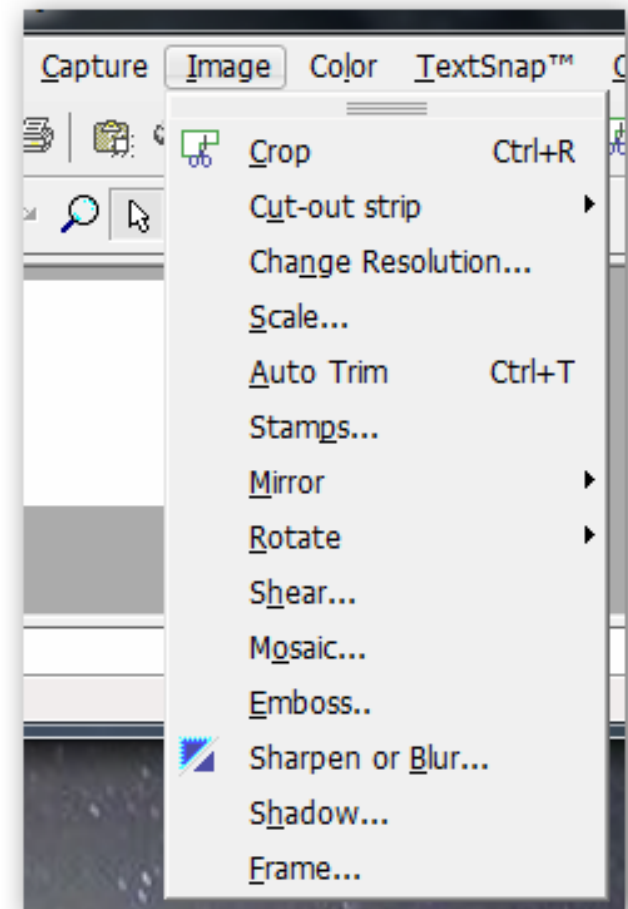 Capture Image Color TextSnap™
Crop Ctrl+R
Cut-out strip
Change Resolution...
Scale...
Auto Trim Ctrl+T
Stamps...
Mirror
Rotate
Shear...
Mosaic...
Emboss..
Sharpen or Blur...
Shadow...
Frame...